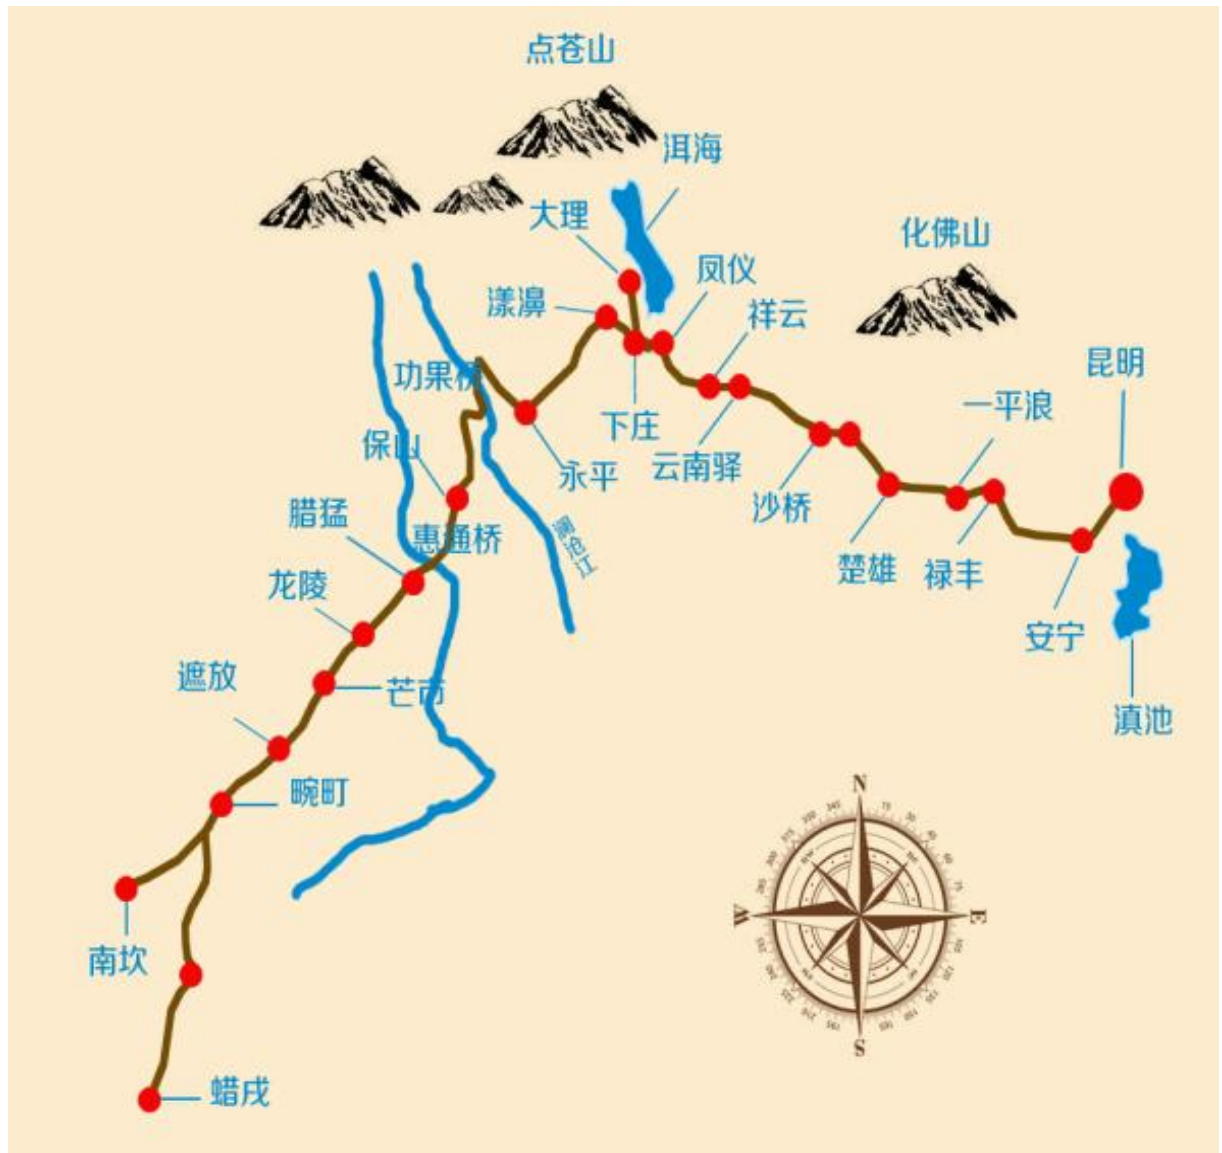 点苍山
洱海
大理
化佛山
凤仪
漾濞
祥云
昆明
功果桥
一平浪
下庄
保山
云南驿
永平
沙桥
腊猛
惠通桥
澜沧江
楚雄
禄丰
龙陵
安宁
遮放
芒市
滇池
畹町
N
W
E
S
南坎
蜡戌